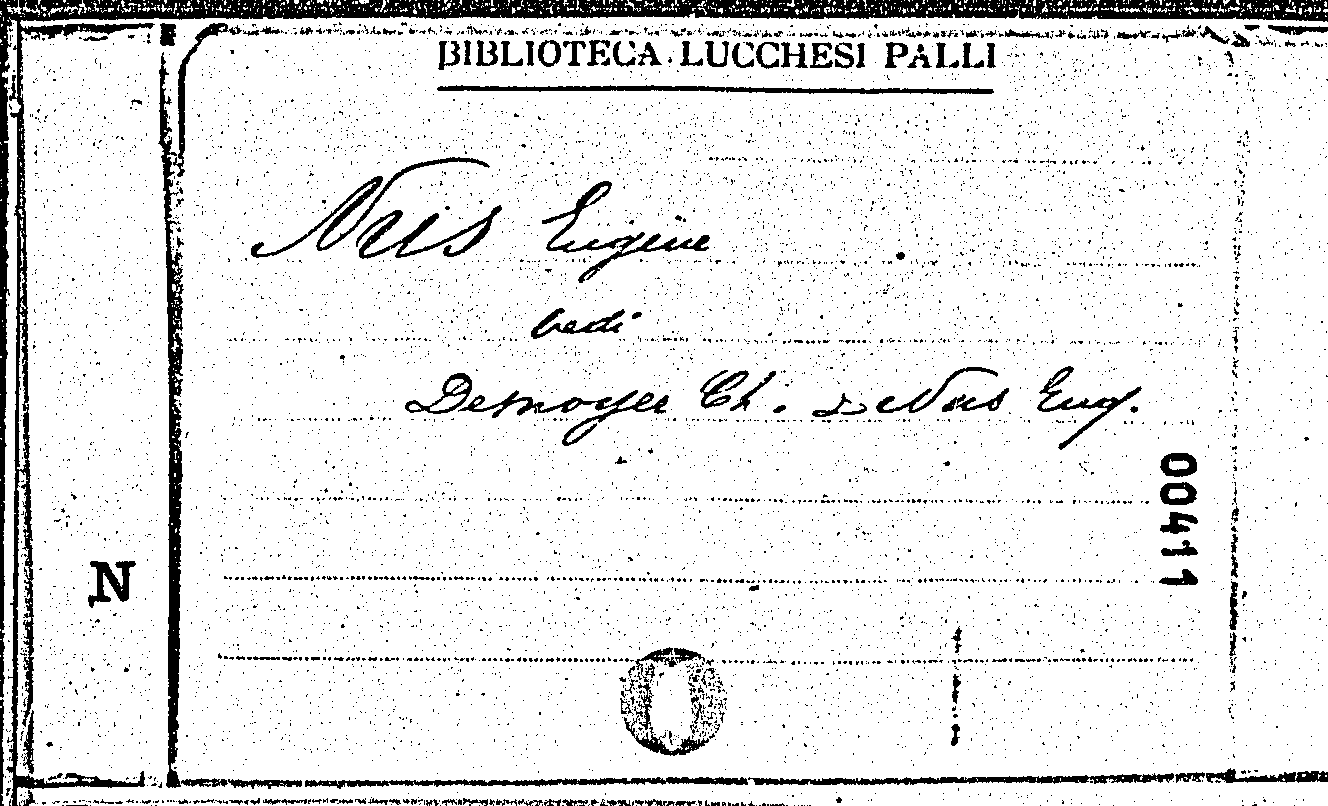 BIBLIOTECA LUCCHESI PALLI
Nus Eugène
vedi
Desnoyer Ch. e Nus Eug.
00411
N